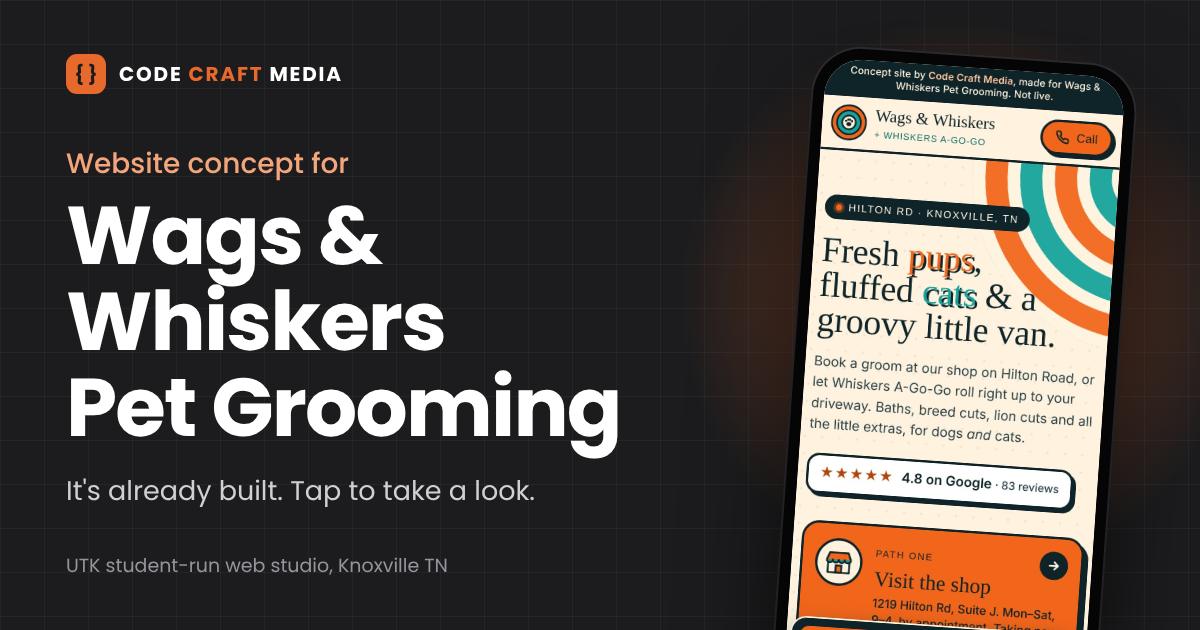 { } CODE CRAFT MEDIA
Website concept for
Wags &
Whiskers
Pet Grooming
It's already built. Tap to take a look.
UTK student-run web studio, Knoxville TN
Concept site by Code Craft Media, made for Wags &
Whiskers Pet Grooming. Not live.
Wags & Whiskers
+ WHISKERS A-GO-GO
Call
HILTON RD · KNOXVILLE, TN
Fresh pups,
fluffed cats & a
groovy little van.
Book a groom at our shop on Hilton Road, or
let Whiskers A-Go-Go roll right up to your
driveway. Baths, breed cuts, lion cuts and all
the little extras, for dogs and cats.
★★★★★ 4.8 on Google · 83 reviews
PATH ONE
Visit the shop
1219 Hilton Rd, Suite J. Mon–Sat,
9–4, by appointment. Taking